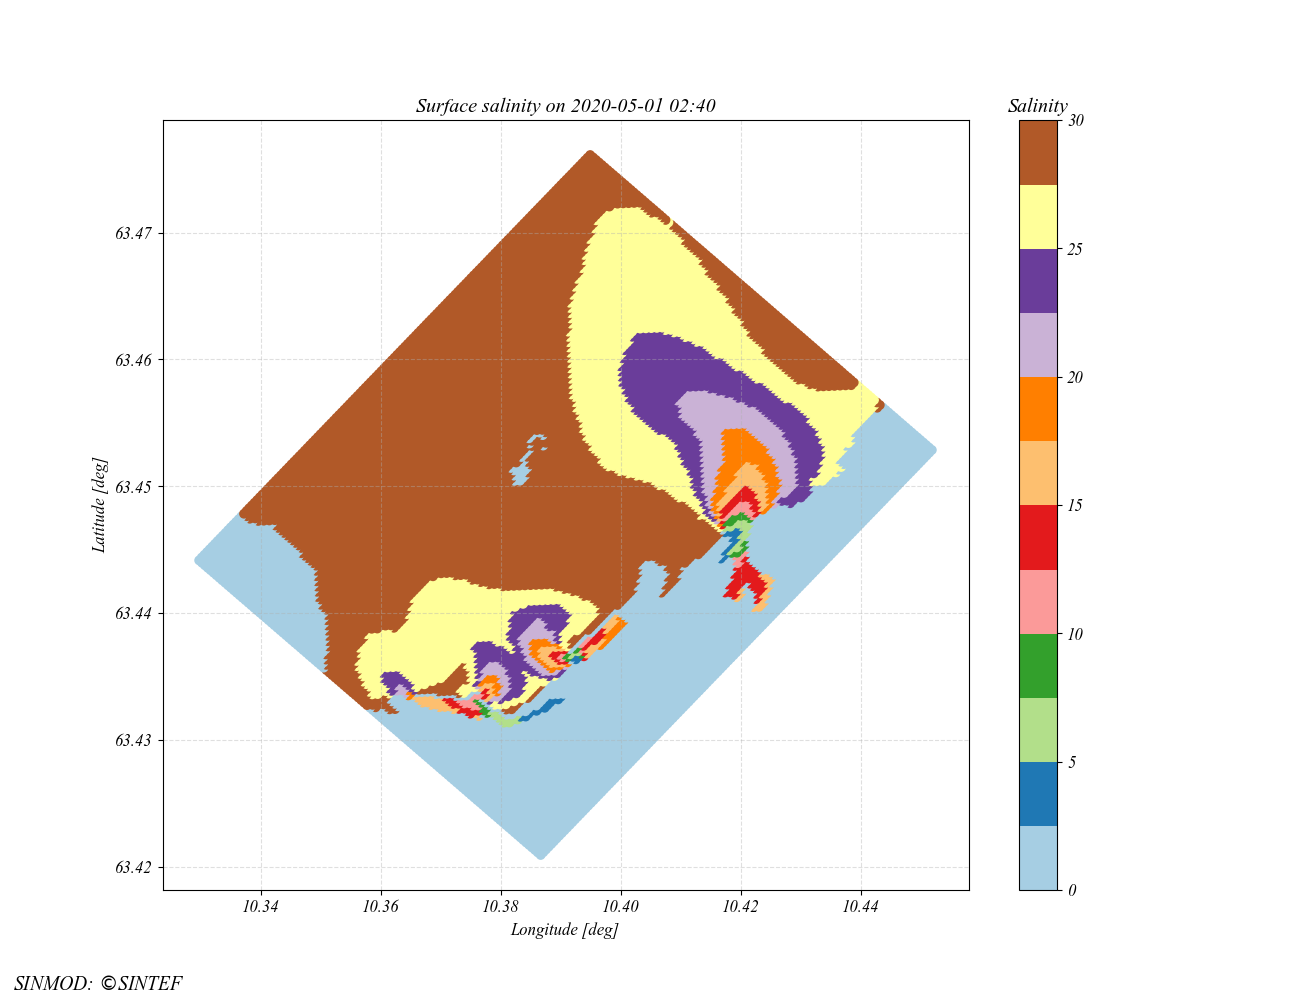 Surface salinity on 2020-05-01 02:40
Salinity
30
25
20
15
10
5
0
63.47
63.46
63.45
63.44
63.43
63.42
Latitude [deg]
10.34 10.36 10.38 10.40 10.42 10.44
Longitude [deg]
SINMOD: ©SINTEF